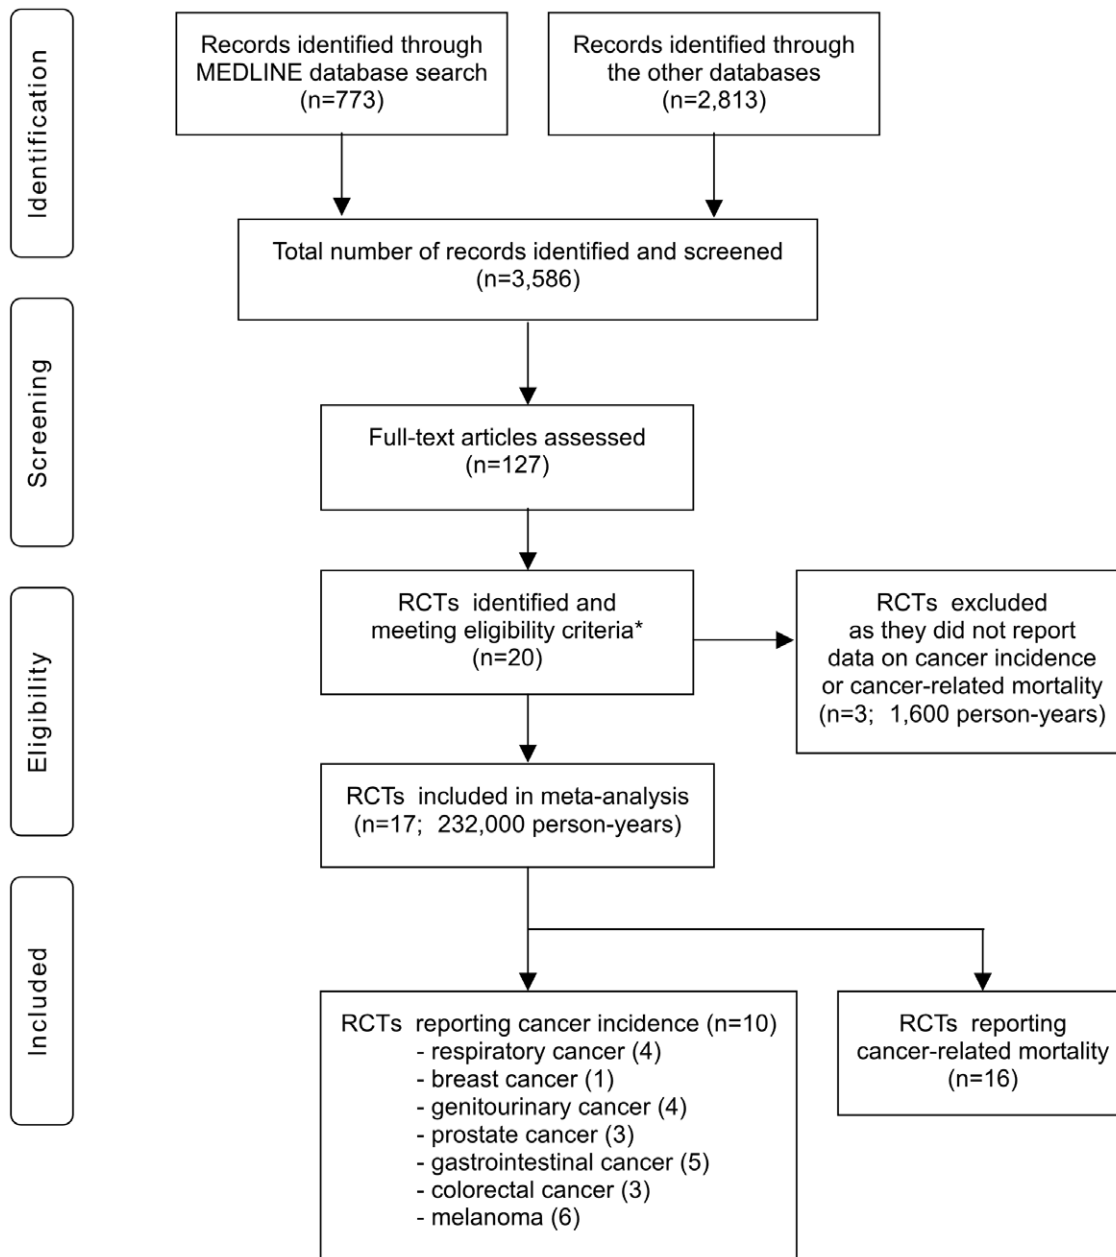 Identification
Records identified through
MEDLINE database search
(n=773)
Records identified through
the other databases
(n=2,813)
Total number of records identified and screened
(n=3,586)
Screening
Full-text articles assessed
(n=127)
Eligibility
RCTs identified and
meeting eligibility criteria*
(n=20)
RCTs excluded
as they did not report
data on cancer incidence
or cancer-related mortality
(n=3; 1,600 person-years)
RCTs included in meta-analysis
(n=17; 232,000 person-years)
Included
RCTs reporting cancer incidence (n=10)
- respiratory cancer (4)
- breast cancer (1)
- genitourinary cancer (4)
- prostate cancer (3)
- gastrointestinal cancer (5)
- colorectal cancer (3)
- melanoma (6)
RCTs reporting
cancer-related mortality
(n=16)